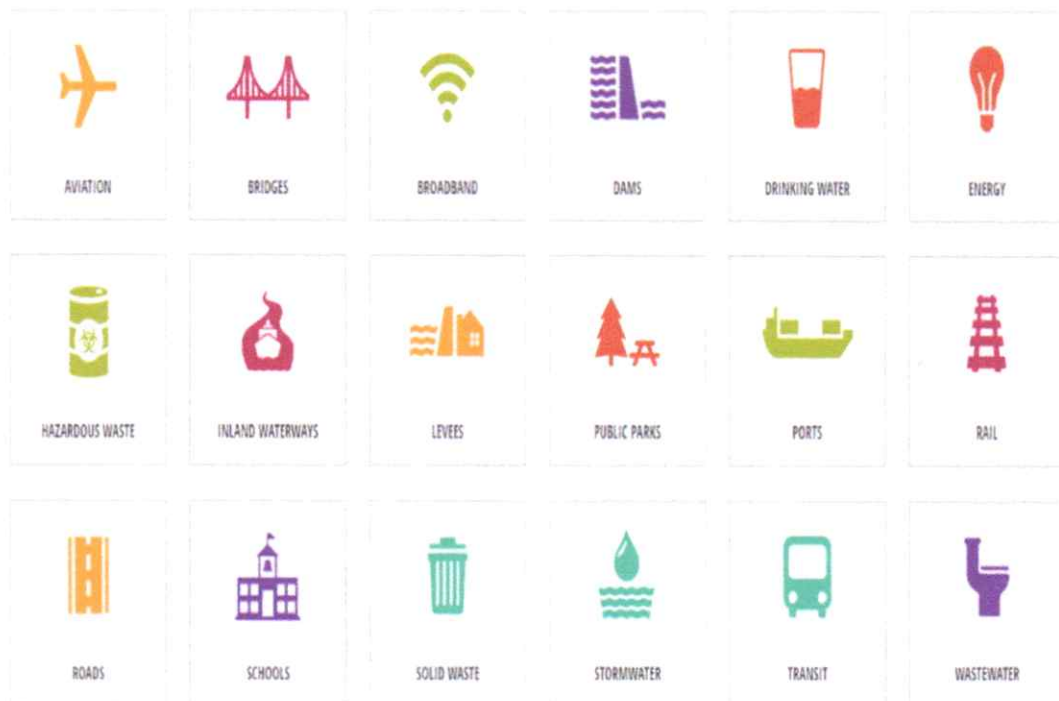 AVIATION
BRIDGES
BROADBAND
DAMS
DRINKING WATER
ENERGY
HAZARDOUS WASTE
INLAND WATERWAYS
LEVEES
PUBLIC PARKS
PORTS
RAIL
ROADS
SCHOOLS
SOLID WASTE
STORMWATER
TRANSIT
WASTEWATER